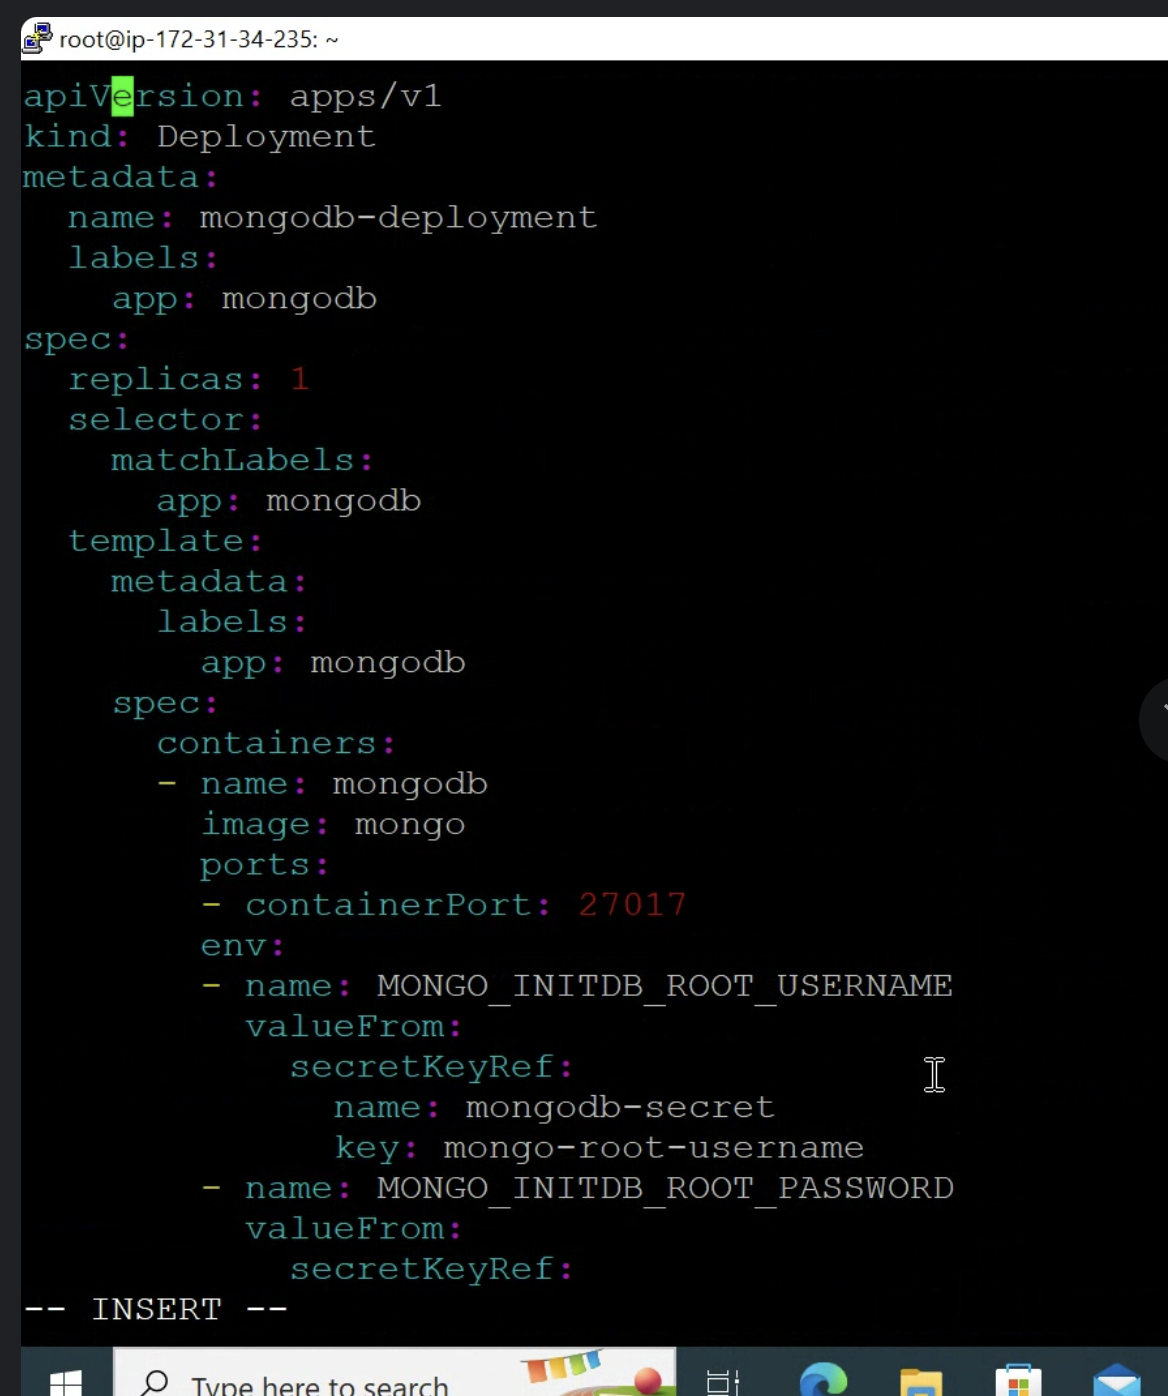 root@ip-172-31-34-235: ~
apiVersion: apps/v1
kind: Deployment
metadata:
  name: mongodb-deployment
  labels:
    app: mongodb
spec:
  replicas: 1
  selector:
    matchLabels:
      app: mongodb
  template:
    metadata:
      labels:
        app: mongodb
    spec:
      containers:
      - name: mongodb
        image: mongo
        ports:
        - containerPort: 27017
        env:
        - name: MONGO_INITDB_ROOT_USERNAME
          valueFrom:
            secretKeyRef:
              name: mongodb-secret
              key: mongo-root-username
        - name: MONGO_INITDB_ROOT_PASSWORD
          valueFrom:
            secretKeyRef:
-- INSERT --
Type here to search